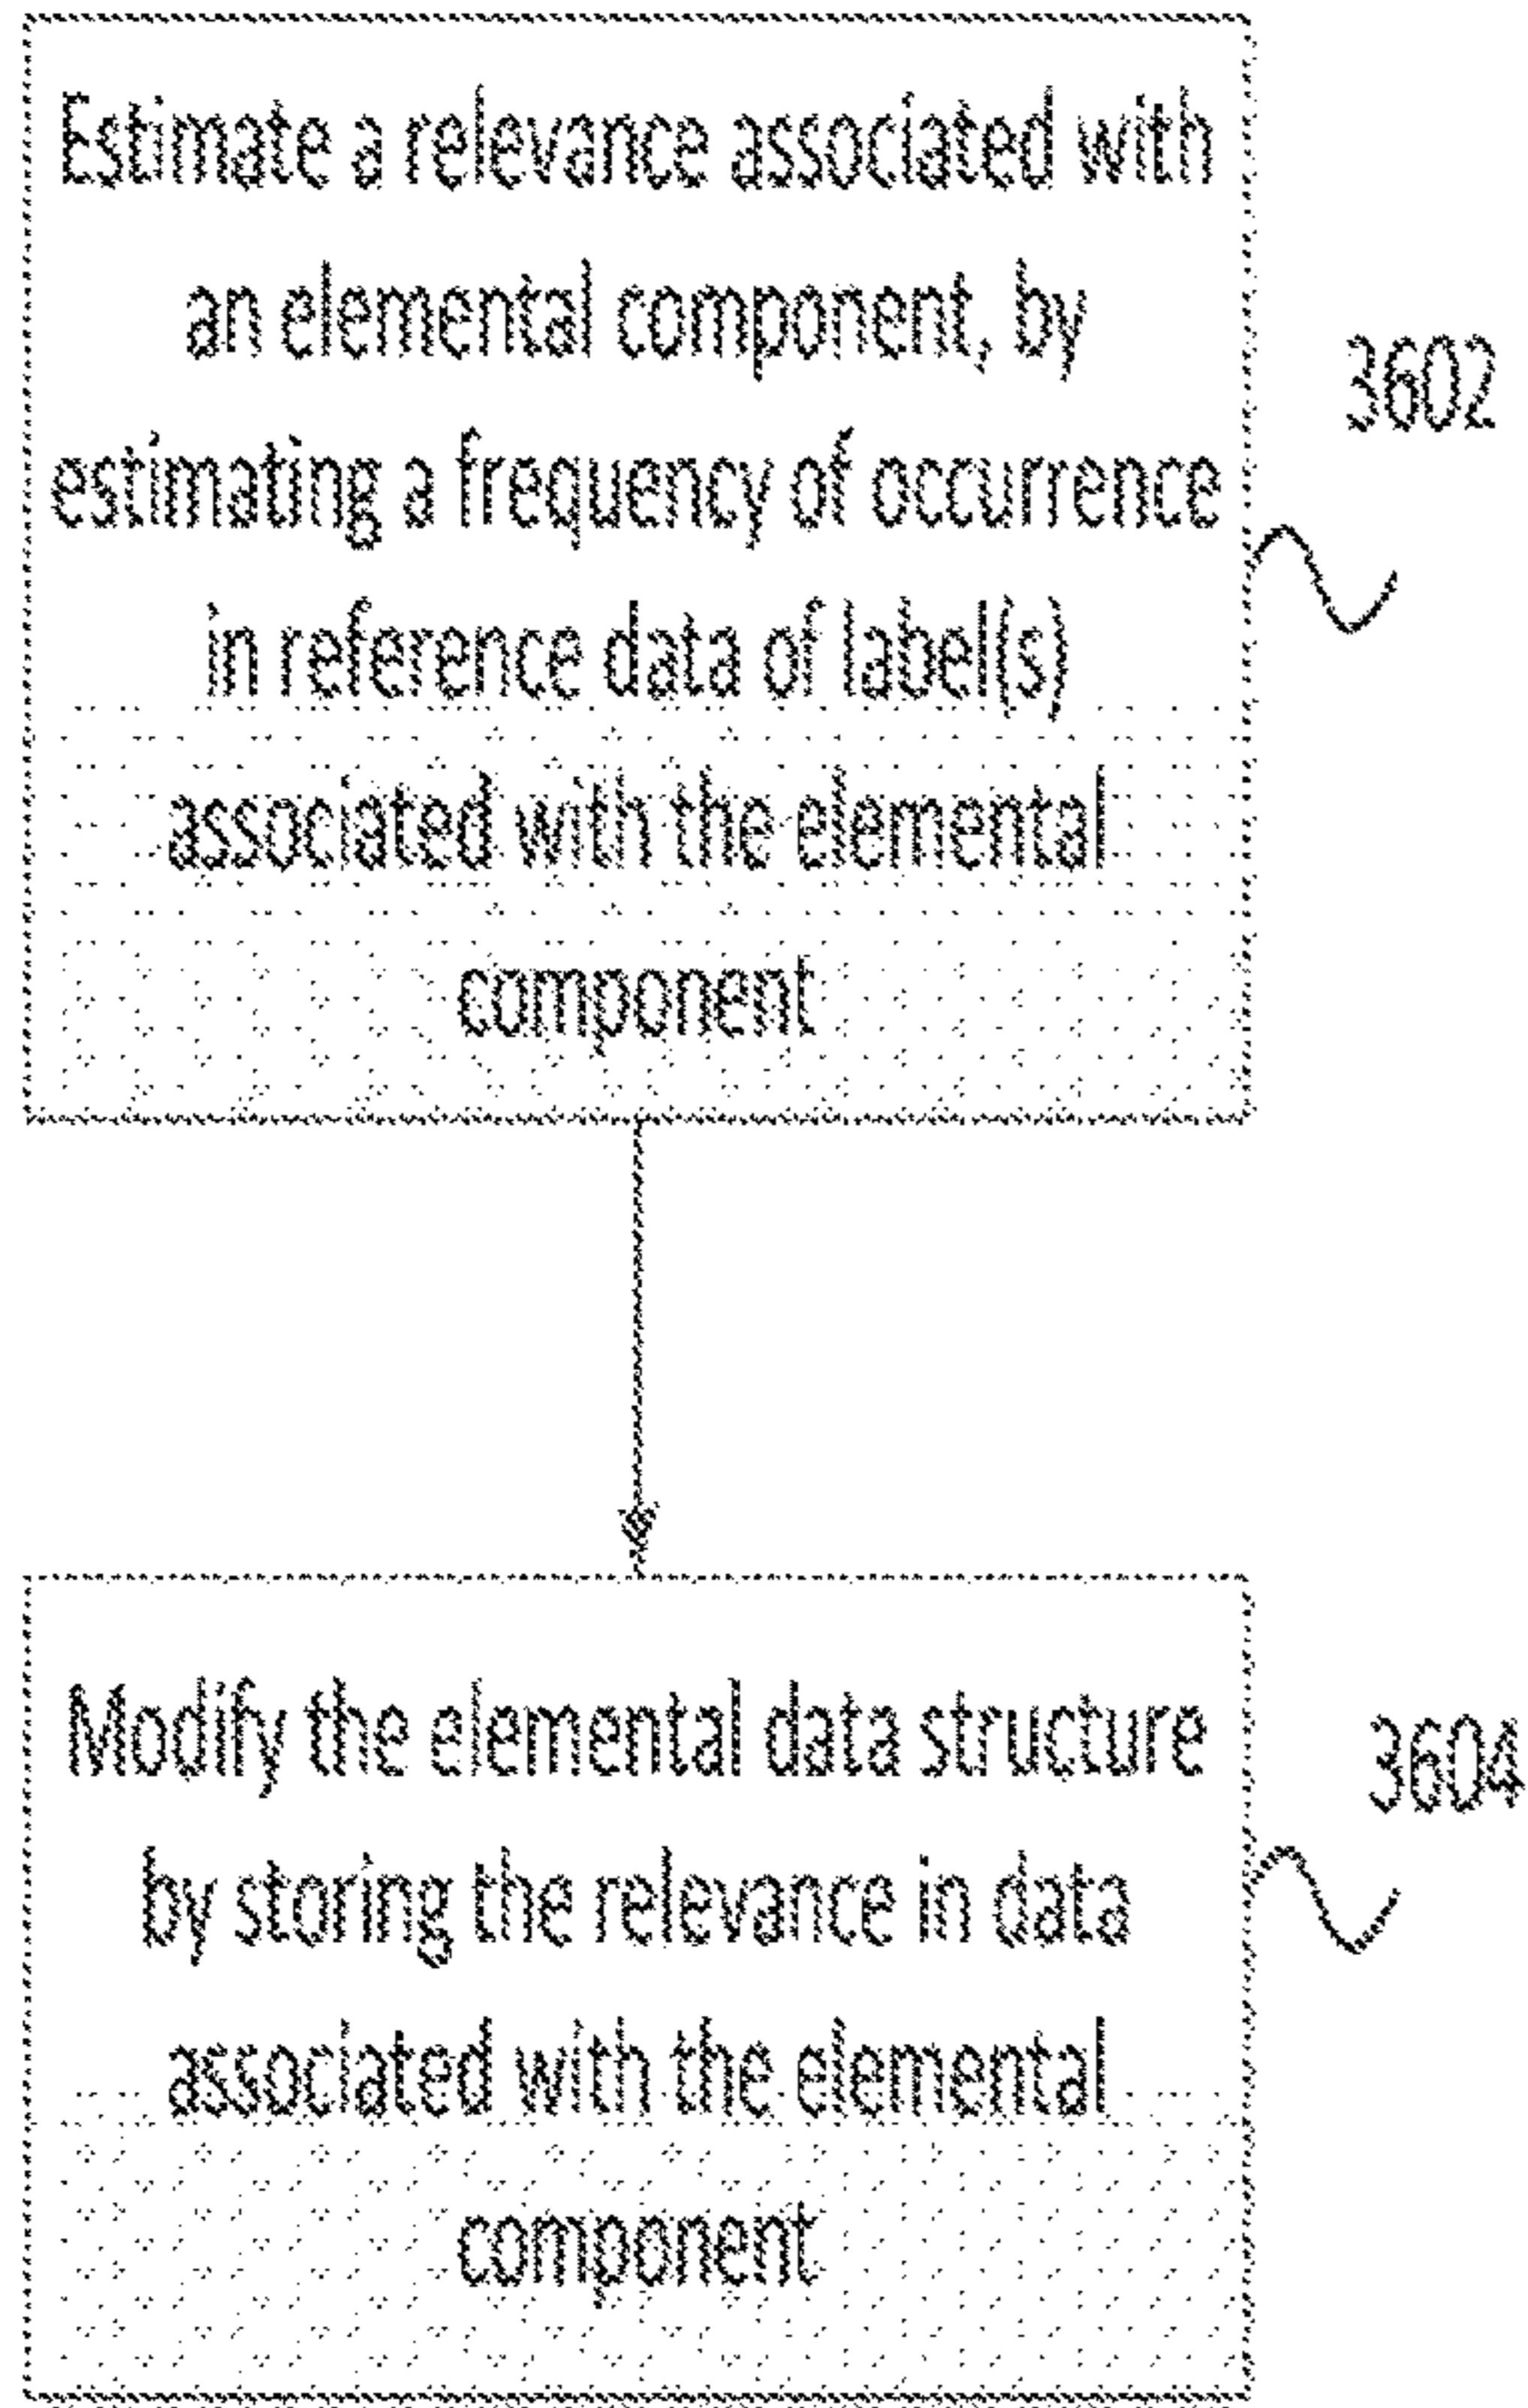 Estimate a relevance associated with
an elemental component, by
estimating a frequency of occurrence
in reference data of label(s)
associated with the elemental
component
3602
Modify the elemental data structure
by storing the relevance in data
associated with the elemental
component
3604